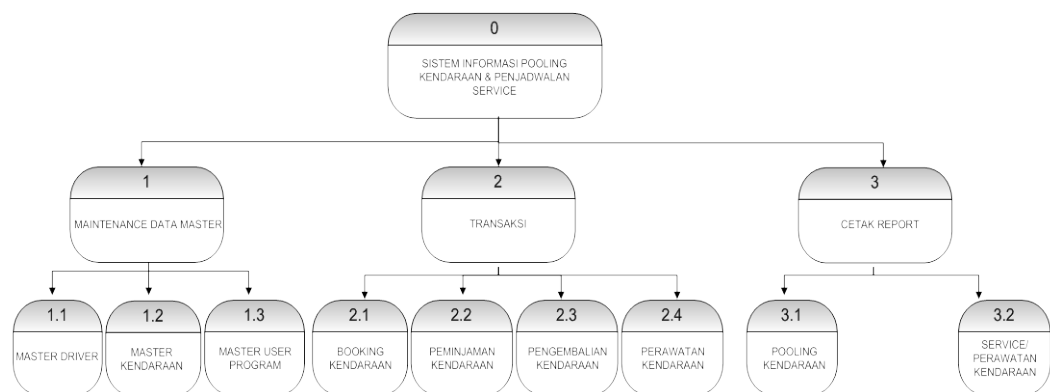 0
SISTEM INFORMASI POOLING
KENDARAAN & PENJADWALAN
SERVICE
1
MAINTENANCE DATA MASTER
2
TRANSAKSI
3
CETAK REPORT
1.1
MASTER DRIVER
1.2
MASTER
KENDARAAN
1.3
MASTER USER
PROGRAM
2.1
BOOKING
KENDARAAN
2.2
PEMINJAMAN
KENDARAAN
2.3
PENGEMBALIAN
KENDARAAN
2.4
PERAWATAN
KENDARAAN
3.1
POOLING
KENDARAAN
3.2
SERVICE/
PERAWATAN
KENDARAAN